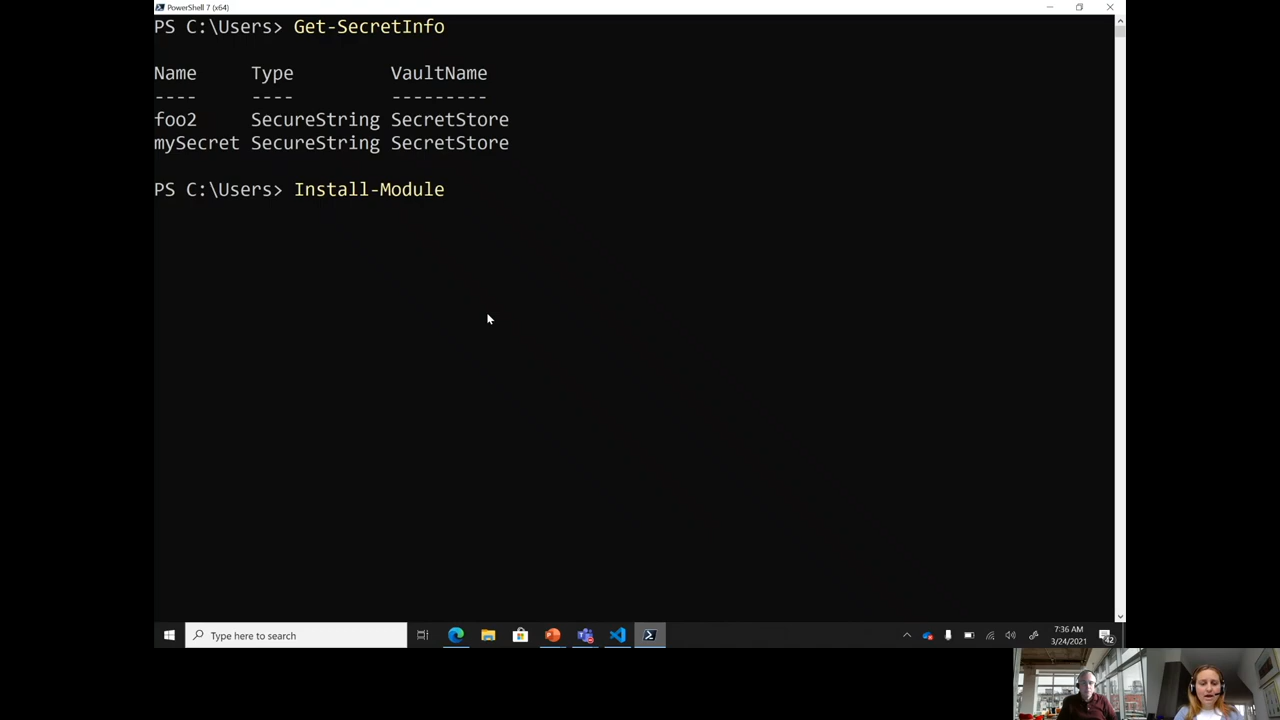 PowerShell 7 (x64)
PS C:\Users> Get-SecretInfo
Name Type VaultName
---- ---- ---------
foo2 SecureString SecretStore
mySecret SecureString SecretStore
PS C:\Users> Install-Module
Type here to search
7:36 AM
3/24/2021
42